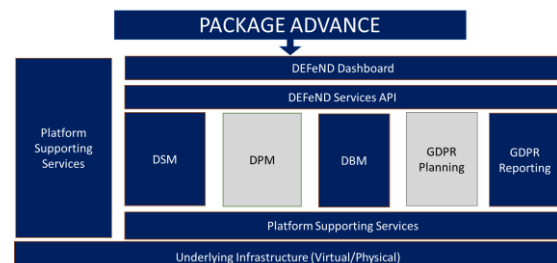 PACKAGE ADVANCE
DEFeND Dashboard
DEFeND Services API
Platform
Supporting
Services
DSM
DPM
DBM
GDPR
Planning
GDPR
Reporting
Platform Supporting Services
Underlying Infrastructure (Virtual/Physical)